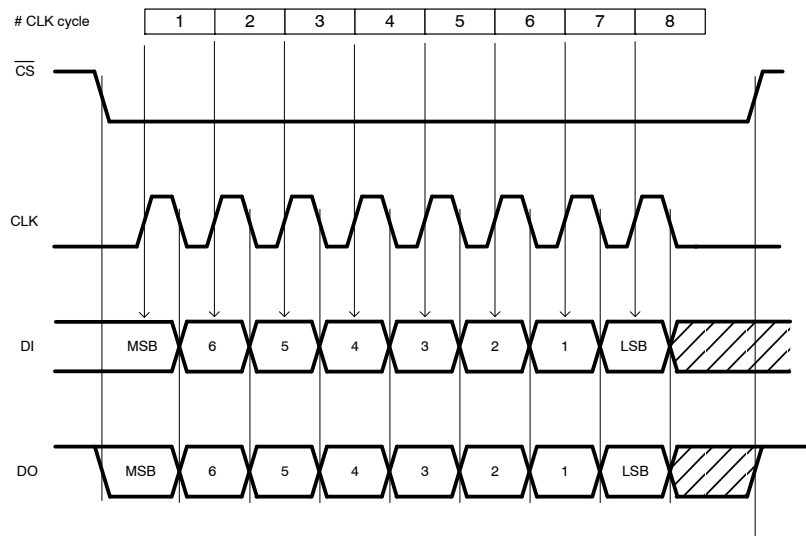 # CLK cycle 1 2 3 4 5 6 7 8
CS
CLK
DI MSB 6 5 4 3 2 1 LSB
DO MSB 6 5 4 3 2 1 LSB